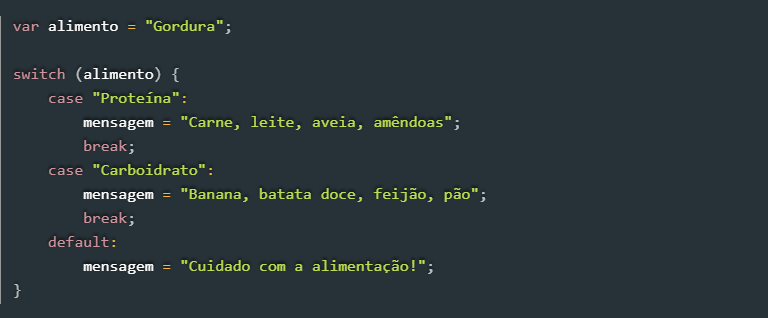 var alimento = "Gordura";
switch (alimento) {
case "Proteína":
mensagem = "Carne, leite, aveia, amêndoas";
break;
case "Carboidrato":
mensagem = "Banana, batata doce, feijão, pão";
break;
default:
mensagem = "Cuidado com a alimentação!";
}